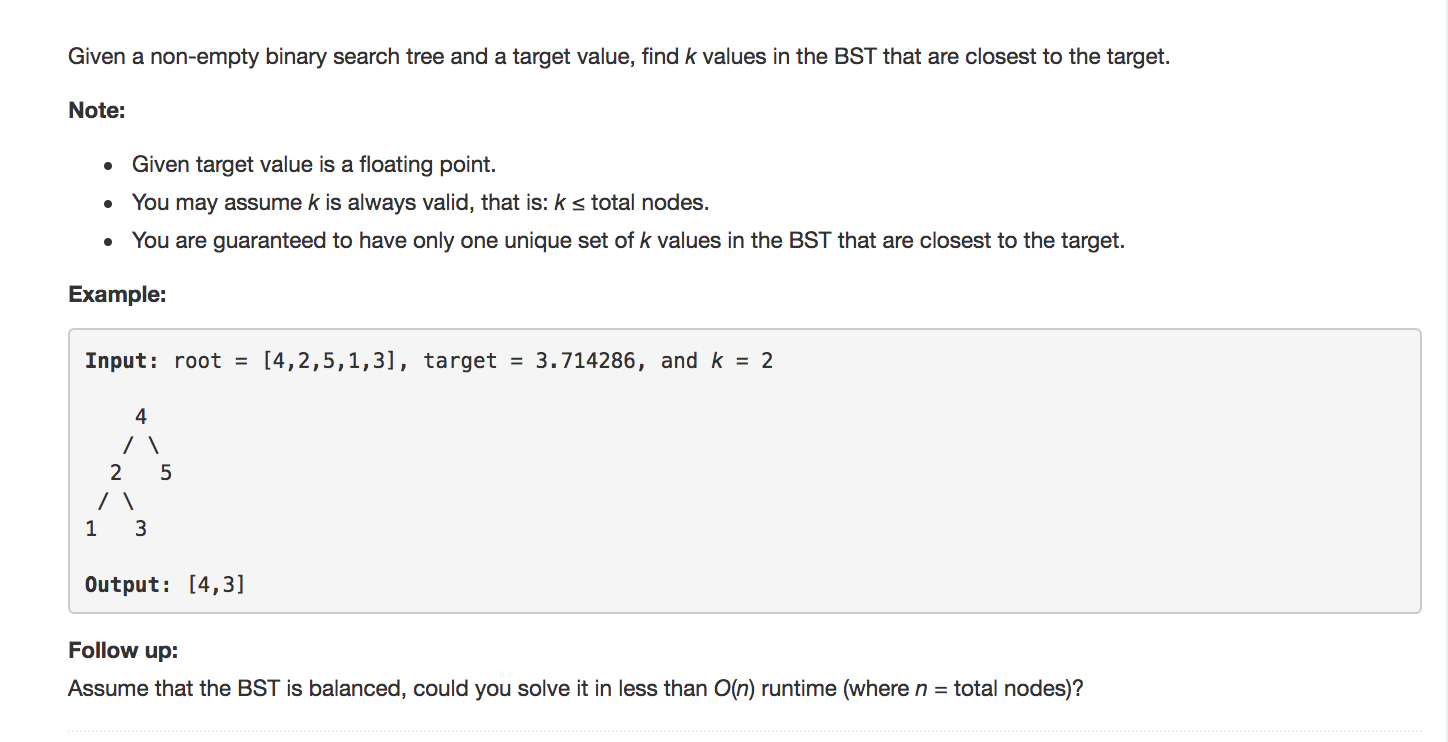 Given a non-empty binary search tree and a target value, find k values in the BST that are closest to the target.
Note:
• Given target value is a floating point.
• You may assume k is always valid, that is: k ≤ total nodes.
• You are guaranteed to have only one unique set of k values in the BST that are closest to the target.
Example:
Input: root = [4,2,5,1,3], target = 3.714286, and k = 2
    4
   / \
  2   5
 / \
1   3
Output: [4,3]
Follow up:
Assume that the BST is balanced, could you solve it in less than O(n) runtime (where n = total nodes)?